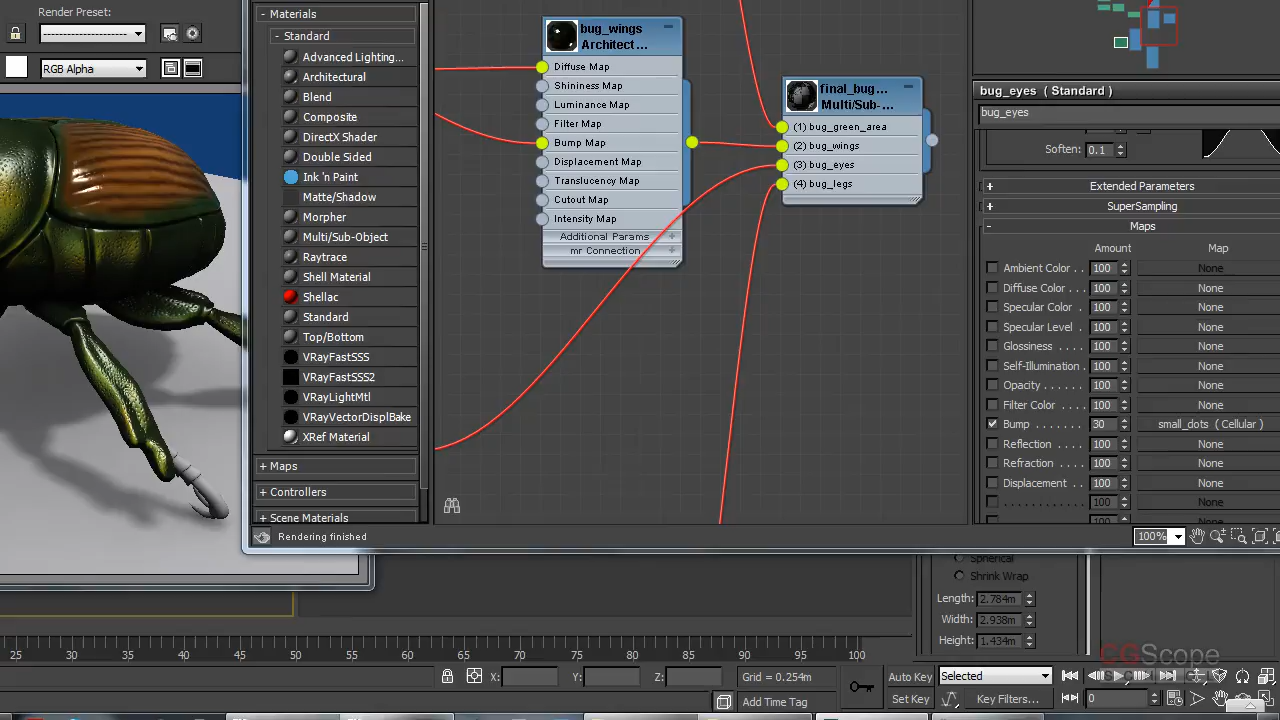 Render Preset:
RGB Alpha
- Materials
- Standard
Advanced Lighting...
Architectural
Blend
Composite
DirectX Shader
Double Sided
Ink 'n Paint
Matte/Shadow
Morpher
Multi/Sub-Object
Raytrace
Shell Material
Shellac
Standard
Top/Bottom
VRayFastSSS
VRayFastSSS2
VRayLightMtl
VRayVectorDisplBake
XRef Material
+ Maps
+ Controllers
+ Scene Materials
Rendering finished
bug_wings
Architect...
Diffuse Map
Shininess Map
Luminance Map
Filter Map
Bump Map
Displacement Map
Translucency Map
Cutout Map
Intensity Map
Additional Params +
mr Connection +
final_bug...
Multi/Sub-...
(1) bug_green_area
(2) bug_wings
(3) bug_eyes
(4) bug_legs
bug_eyes ( Standard )
bug_eyes
Soften: 0.1
+ Extended Parameters
+ SuperSampling
- Maps
Amount Map
Ambient Color . . 100 None
Diffuse Color . . . 100 None
Specular Color . . 100 None
Specular Level . . 100 None
Glossiness . . . . . 100 None
Self-Illumination . 100 None
Opacity . . . . . . 100 None
Filter Color . . . . 100 None
Bump . . . . . . . 30 small_dots ( Cellular )
Reflection . . . . . 100 None
Refraction . . . . . 100 None
Displacement . . . 100 None
. . . . . . . . . . . . 100 None
100%
Spherical
Shrink Wrap
Length: 2.784m
Width: 2.938m
Height: 1.434m
25 30 35 40 45 50 55 60 65 70 75 80 85 90 95 100
X: Y: Z: Grid = 0.254m
Add Time Tag
Auto Key Selected
Set Key Key Filters...
0
CGScope